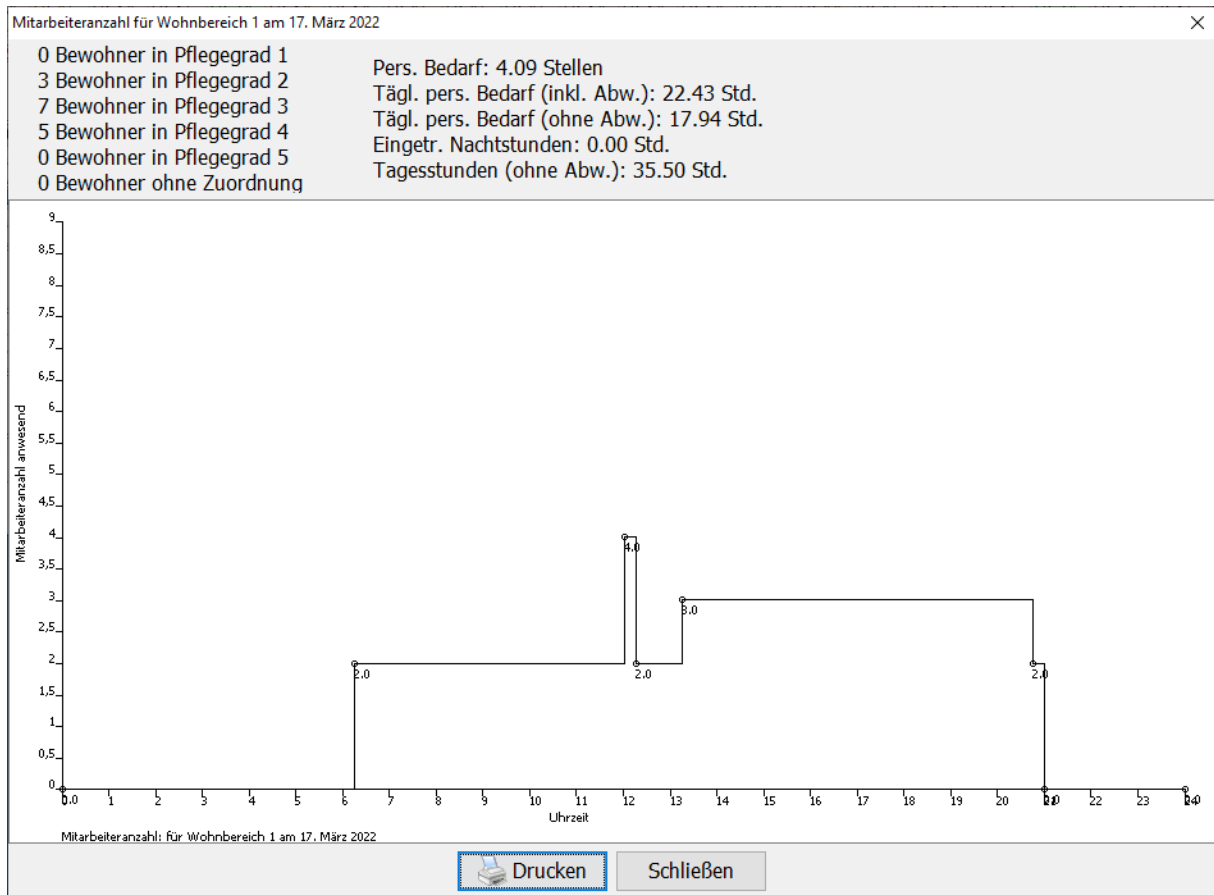 Mitarbeiteranzahl für Wohnbereich 1 am 17. März 2022
0 Bewohner in Pflegegrad 1
3 Bewohner in Pflegegrad 2
7 Bewohner in Pflegegrad 3
5 Bewohner in Pflegegrad 4
0 Bewohner in Pflegegrad 5
0 Bewohner ohne Zuordnung
Pers. Bedarf: 4.09 Stellen
Tägl. pers. Bedarf (inkl. Abw.): 22.43 Std.
Tägl. pers. Bedarf (ohne Abw.): 17.94 Std.
Eingetr. Nachtstunden: 0.00 Std.
Tagesstunden (ohne Abw.): 35.50 Std.
9
8,5
8
7,5
7
6,5
6
5,5
5
4,5
4
3,5
3
2,5
2
1,5
1
0,5
0
Mitarbeiteranzahl anwesend
4.0
3.0
2.0
2.0
2.0
1 2 3 4 5 6 7 8 9 10 11 12 13 14 15 16 17 18 19 20 22 23
Uhrzeit
Mitarbeiteranzahl: für Wohnbereich 1 am 17. März 2022
Drucken
Schließen